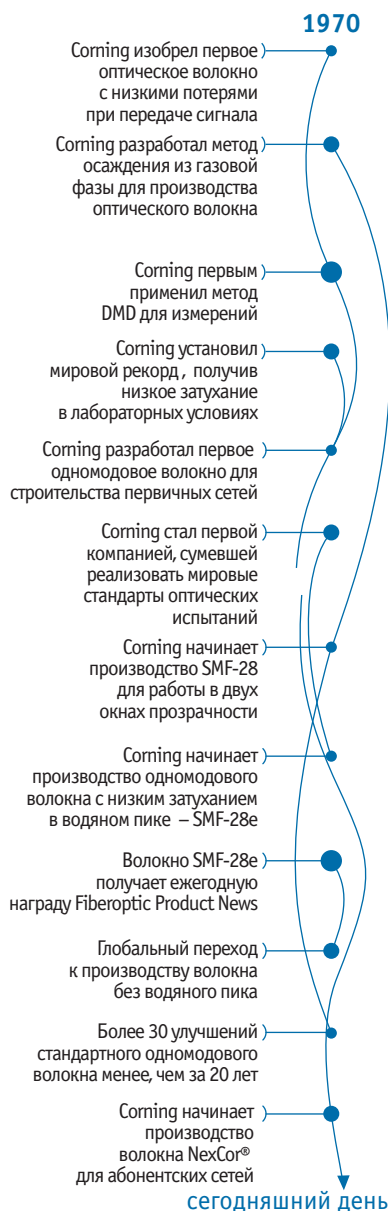 1970
Corning изобрел первое
оптическое волокно
с низкими потерями
при передаче сигнала
Corning разработал метод
осаждения из газовой
фазы для производства
оптического волокна
Corning первым
применил метод
DMD для измерений
Corning установил
мировой рекорд , получив
низкое затухание
в лабораторных условиях
Corning разработал первое
одномодовое волокно для
строительства первичных сетей
Corning стал первой
компанией, сумевшей
реализовать мировые
стандарты оптических
испытаний
Corning начинает
производство SMF-28
для работы в двух
окнах прозрачности
Corning начинает
производство одномодового
волокна с низким затуханием
в водяном пике – SMF-28e
Волокно SMF-28e
получает ежегодную
награду Fiberoptic Product News
Глобальный переход
к производству волокна
без водяного пика
Более 30 улучшений
стандартного одномодового
волокна менее, чем за 20 лет
Corning начинает
производство
волокна NexCor®
для абонентских сетей
сегодняшний день